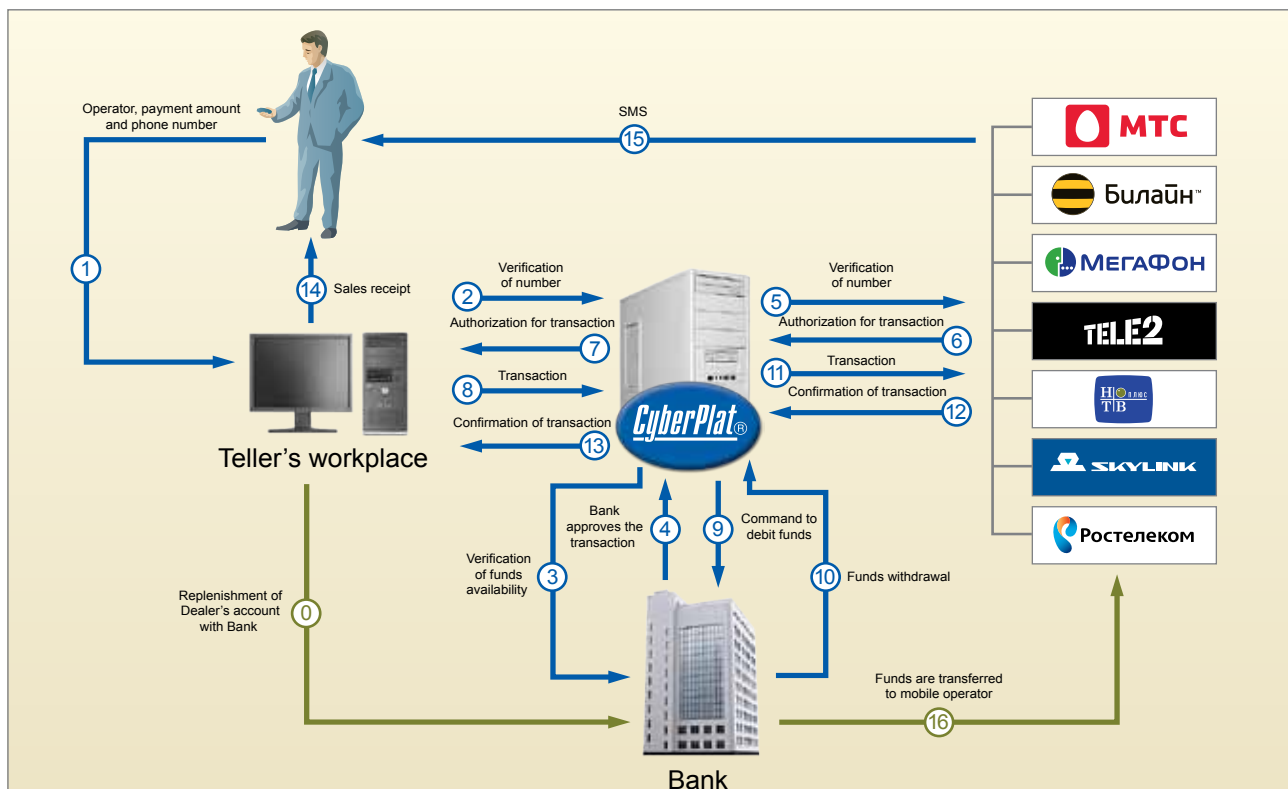 Operator, payment amount
and phone number
SMS
15
МТС
Билайн™
1
14
Sales receipt
Verification
of number
2
Verification
of number
5
МЕГАФОН
Authorization for transaction
7
Authorization for transaction
6
TELE2
Transaction
8
Transaction
11
Confirmation of transaction
13
Confirmation of transaction
12
НТВ ПЛЮС
CyberPlat®
Teller's workplace
SKYLINK
Bank
approves the
transaction
4
9
Command to
debit funds
Ростелеком
Verification
of funds
availability
3
10
Funds withdrawal
Replenishment of
Dealer's account
with Bank
0
Funds are transferred
to mobile operator
16
Bank